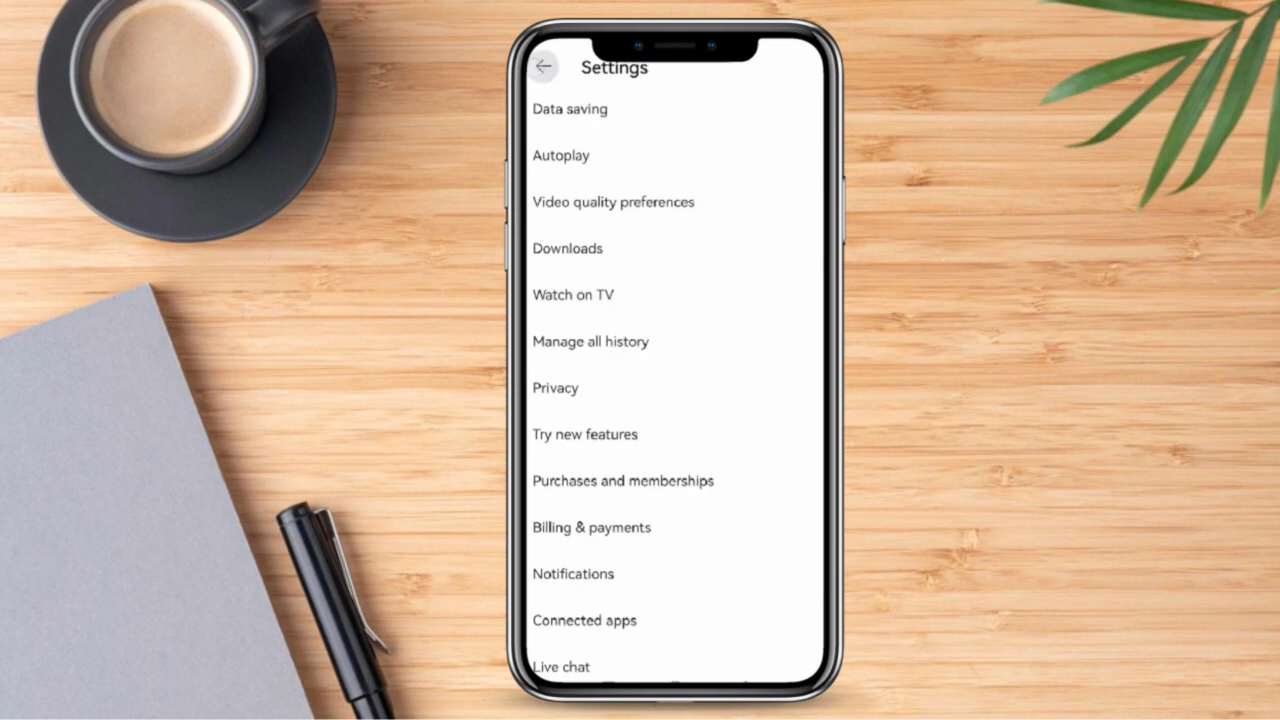 Settings
Data saving
Autoplay
Video quality preferences
Downloads
Watch on TV
Manage all history
Privacy
Try new features
Purchases and memberships
Billing & payments
Notifications
Connected apps
Live chat